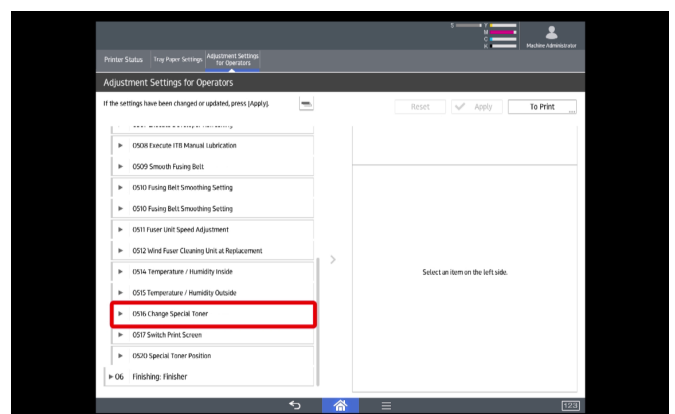 S Y
M
C
K
Machine Administrator
Printer Status Tray Paper Settings Adjustment Settings
for Operators
Adjustment Settings for Operators
If the settings have been changed or updated, press [Apply].
Reset Apply To Print
0508 Execute ITB Manual Lubrication
0509 Smooth Fusing Belt
0510 Fusing Belt Smoothing Setting
0510 Fusing Belt Smoothing Setting
0511 Fuser Unit Speed Adjustment
0512 Wind Fuser Cleaning Unit at Replacement
0514 Temperature / Humidity Inside
Select an item on the left side.
0515 Temperature / Humidity Outside
0516 Change Special Toner
0517 Switch Print Screen
0520 Special Toner Position
06 Finishing: Finisher
123